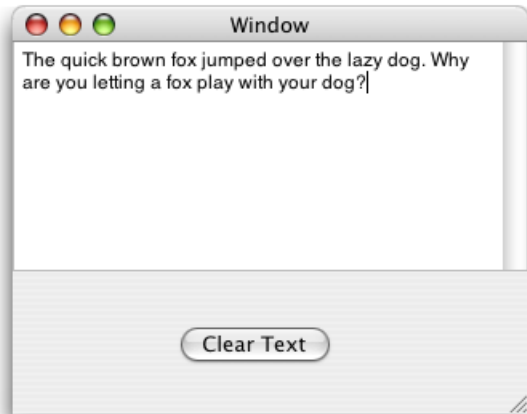 Window
The quick brown fox jumped over the lazy dog. Why
are you letting a fox play with your dog?
Clear Text